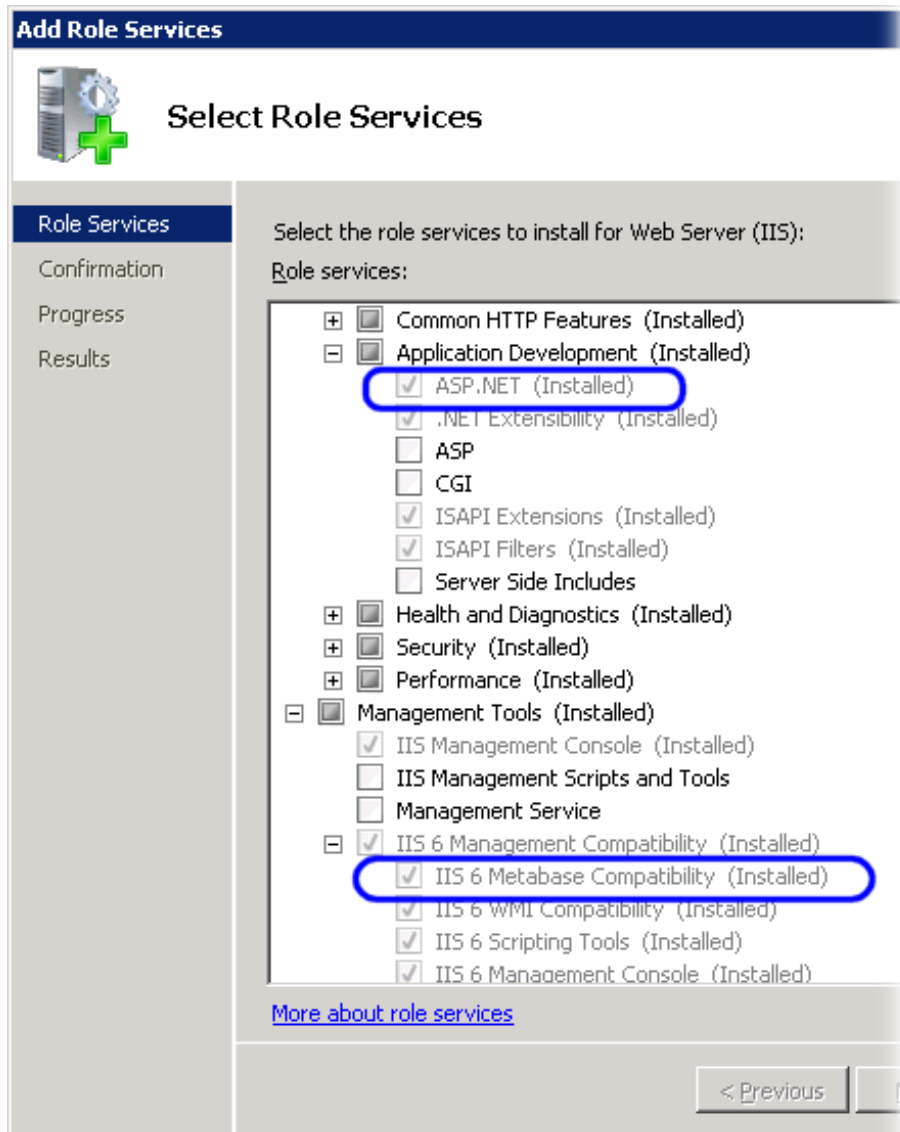 Add Role Services
Select Role Services
Role Services
Confirmation
Progress
Results
Select the role services to install for Web Server (IIS):
Role services:
Common HTTP Features (Installed)
Application Development (Installed)
ASP.NET (Installed)
.NET Extensibility (Installed)
ASP
CGI
ISAPI Extensions (Installed)
ISAPI Filters (Installed)
Server Side Includes
Health and Diagnostics (Installed)
Security (Installed)
Performance (Installed)
Management Tools (Installed)
IIS Management Console (Installed)
IIS Management Scripts and Tools
Management Service
IIS 6 Management Compatibility (Installed)
IIS 6 Metabase Compatibility (Installed)
IIS 6 WMI Compatibility (Installed)
IIS 6 Scripting Tools (Installed)
IIS 6 Management Console (Installed)
More about role services
< Previous